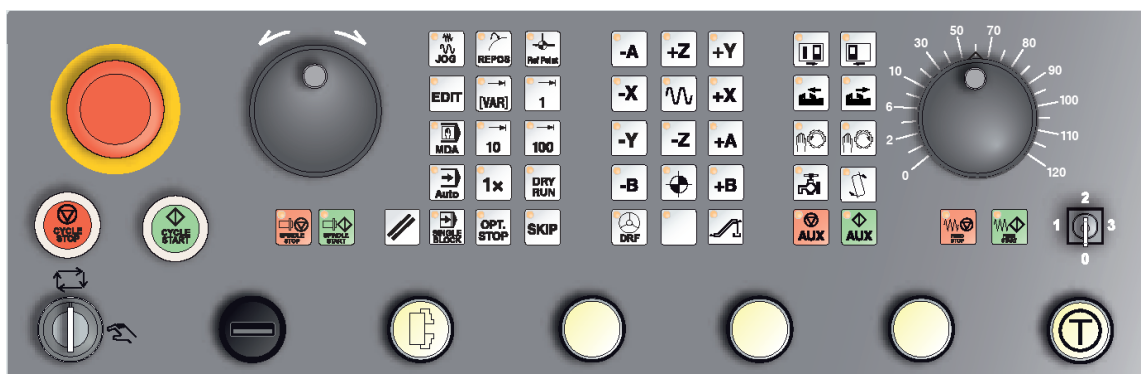 JOG REPOS Ref Point
-A +Z +Y
EDIT [VAR] 1
-X +X
MDA 10 100
-Y -Z +A
Auto 1x DRY RUN
-B +B
CYCLE STOP
CYCLE START
SPINDLE STOP
SPINDLE START
SINGLE BLOCK
OPT. STOP
SKIP
DRF
AUX AUX
0 2 6 10 30 50 70 80 90 100 110 120
FEED STOP
FEED START
0 1 2 3
T